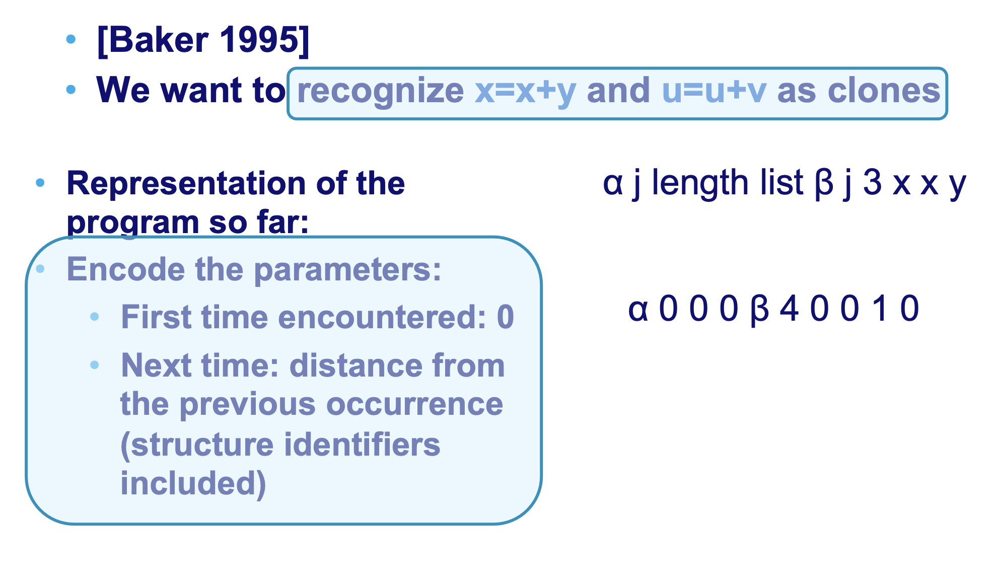 • [Baker 1995]
• We want to recognize x=x+y and u=u+v as clones
• Representation of the
program so far:
α j length list β j 3 x x y
• Encode the parameters:
• First time encountered: 0
• Next time: distance from
the previous occurrence
(structure identifiers
included)
α 0 0 0 β 4 0 0 1 0